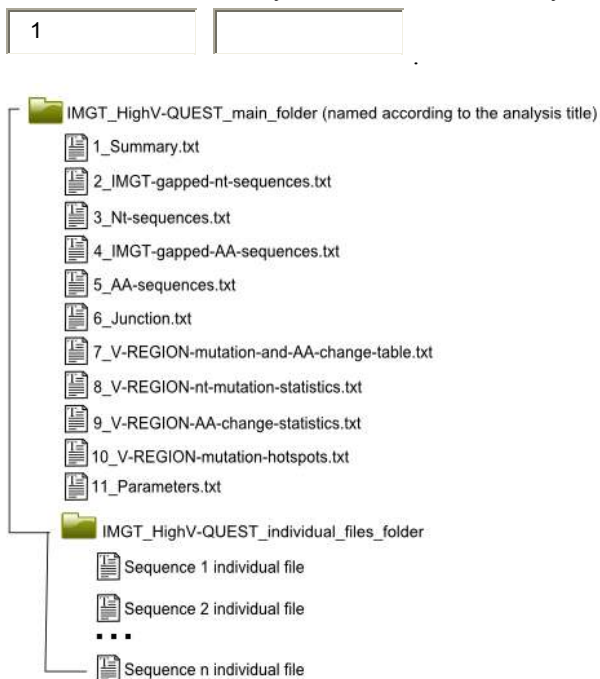 1
.
IMGT_HighV-QUEST_main_folder (named according to the analysis title)
1_Summary.txt
2_IMGT-gapped-nt-sequences.txt
3_Nt-sequences.txt
4_IMGT-gapped-AA-sequences.txt
5_AA-sequences.txt
6_Junction.txt
7_V-REGION-mutation-and-AA-change-table.txt
8_V-REGION-nt-mutation-statistics.txt
9_V-REGION-AA-change-statistics.txt
10_V-REGION-mutation-hotspots.txt
11_Parameters.txt
IMGT_HighV-QUEST_individual_files_folder
Sequence 1 individual file
Sequence 2 individual file
...
Sequence n individual file